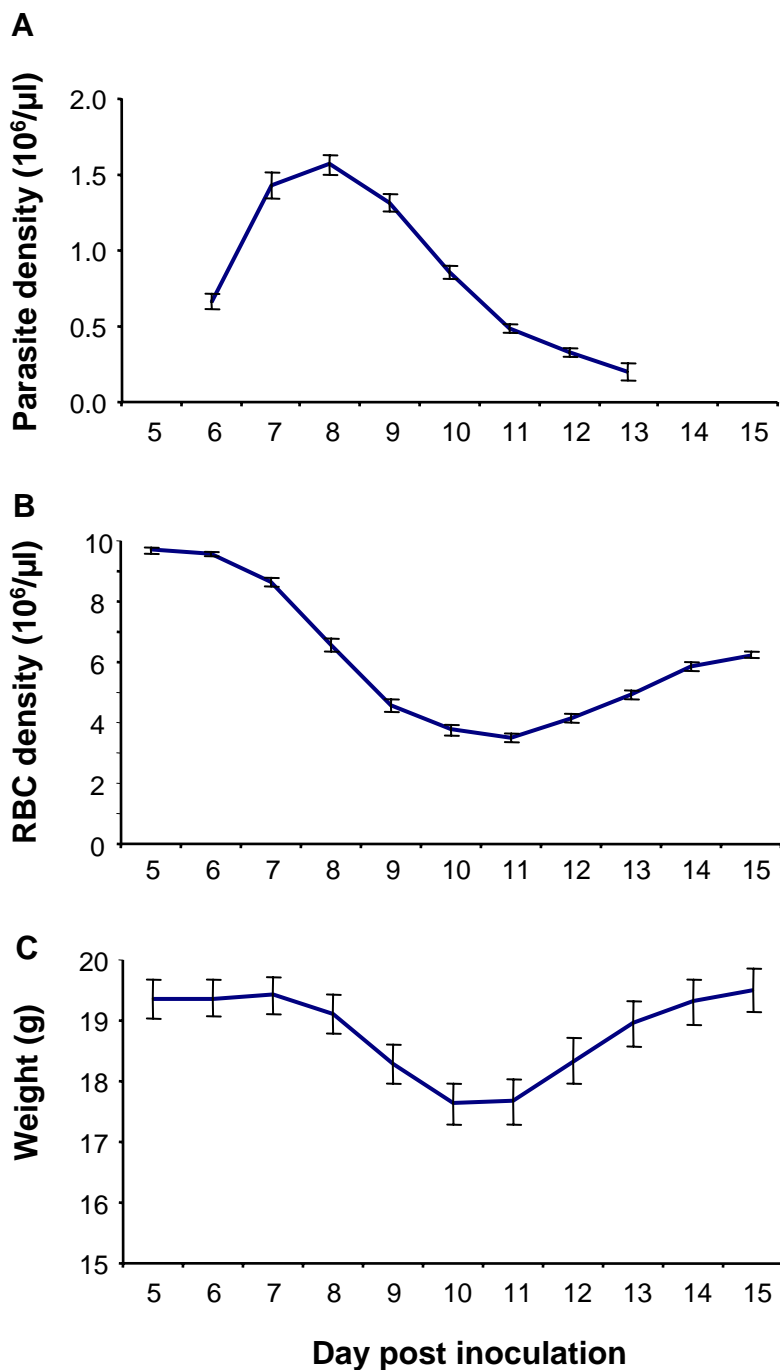 A
Parasite density (10⁶/µl)
2.0
1.5
1.0
0.5
0.0
5 6 7 8 9 10 11 12 13 14 15
B
RBC density (10⁶/µl)
10
8
6
4
2
0
5 6 7 8 9 10 11 12 13 14 15
C
Weight (g)
20
19
18
17
16
15
5 6 7 8 9 10 11 12 13 14 15
Day post inoculation